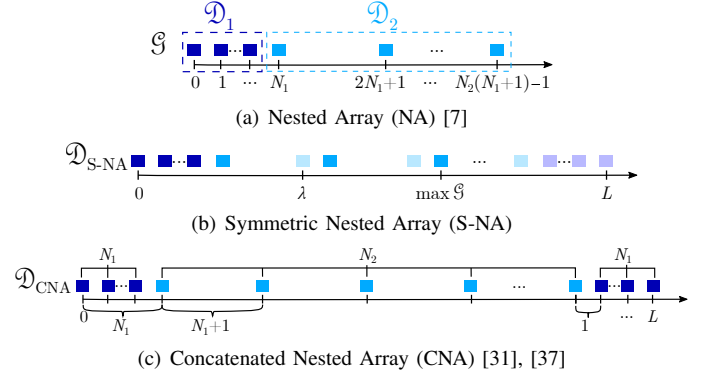 𝒟₁ 𝒟₂
𝒢 ... ...
0 1 ... N₁ 2N₁+1 ... N₂(N₁+1)−1
(a) Nested Array (NA) [7]
𝒟S-NA ... ... ...
0 λ max 𝒢 L
(b) Symmetric Nested Array (S-NA)
N₁ N₂ N₁
𝒟CNA ... ... ...
0 N₁ N₁+1 1 ... L
(c) Concatenated Nested Array (CNA) [31], [37]